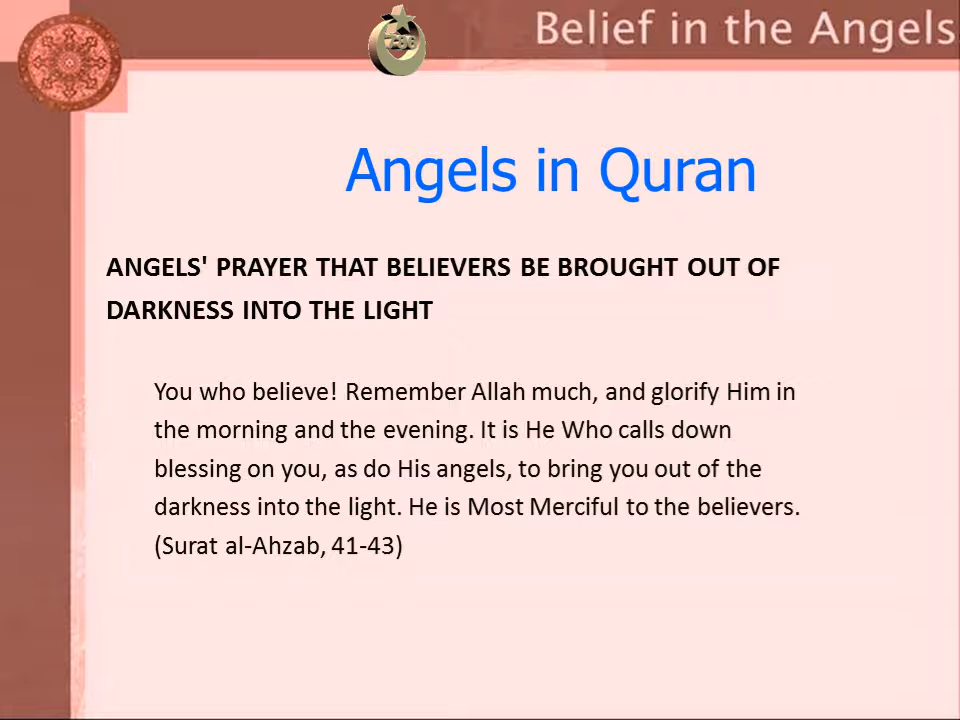 Belief in the Angels
786
Angels in Quran
ANGELS' PRAYER THAT BELIEVERS BE BROUGHT OUT OF
DARKNESS INTO THE LIGHT
You who believe! Remember Allah much, and glorify Him in
the morning and the evening. It is He Who calls down
blessing on you, as do His angels, to bring you out of the
darkness into the light. He is Most Merciful to the believers.
(Surat al-Ahzab, 41-43)